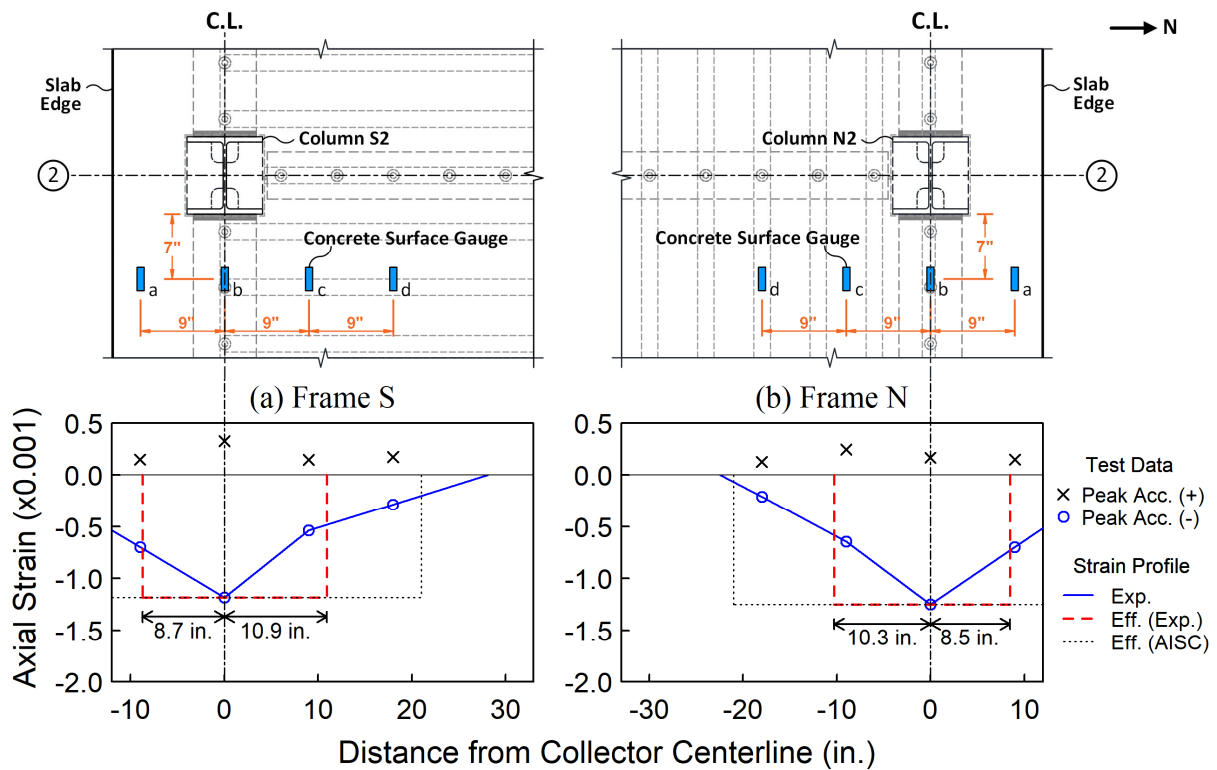 C.L.
C.L.
N
Slab
Edge
Slab
Edge
Column S2
Column N2
2
2
Concrete Surface Gauge
Concrete Surface Gauge
7"
7"
a
b
c
d
d
c
b
a
9"
9"
9"
9"
9"
9"
(a) Frame S
(b) Frame N
Axial Strain (x0.001)
0.5
0.0
-0.5
-1.0
-1.5
-2.0
8.7 in.
10.9 in.
-10
0
10
20
30
0.5
0.0
-0.5
-1.0
-1.5
-2.0
10.3 in.
8.5 in.
-30
-20
-10
0
10
Distance from Collector Centerline (in.)
Test Data
Peak Acc. (+)
Peak Acc. (-)
Strain Profile
Exp.
Eff. (Exp.)
Eff. (AISC)